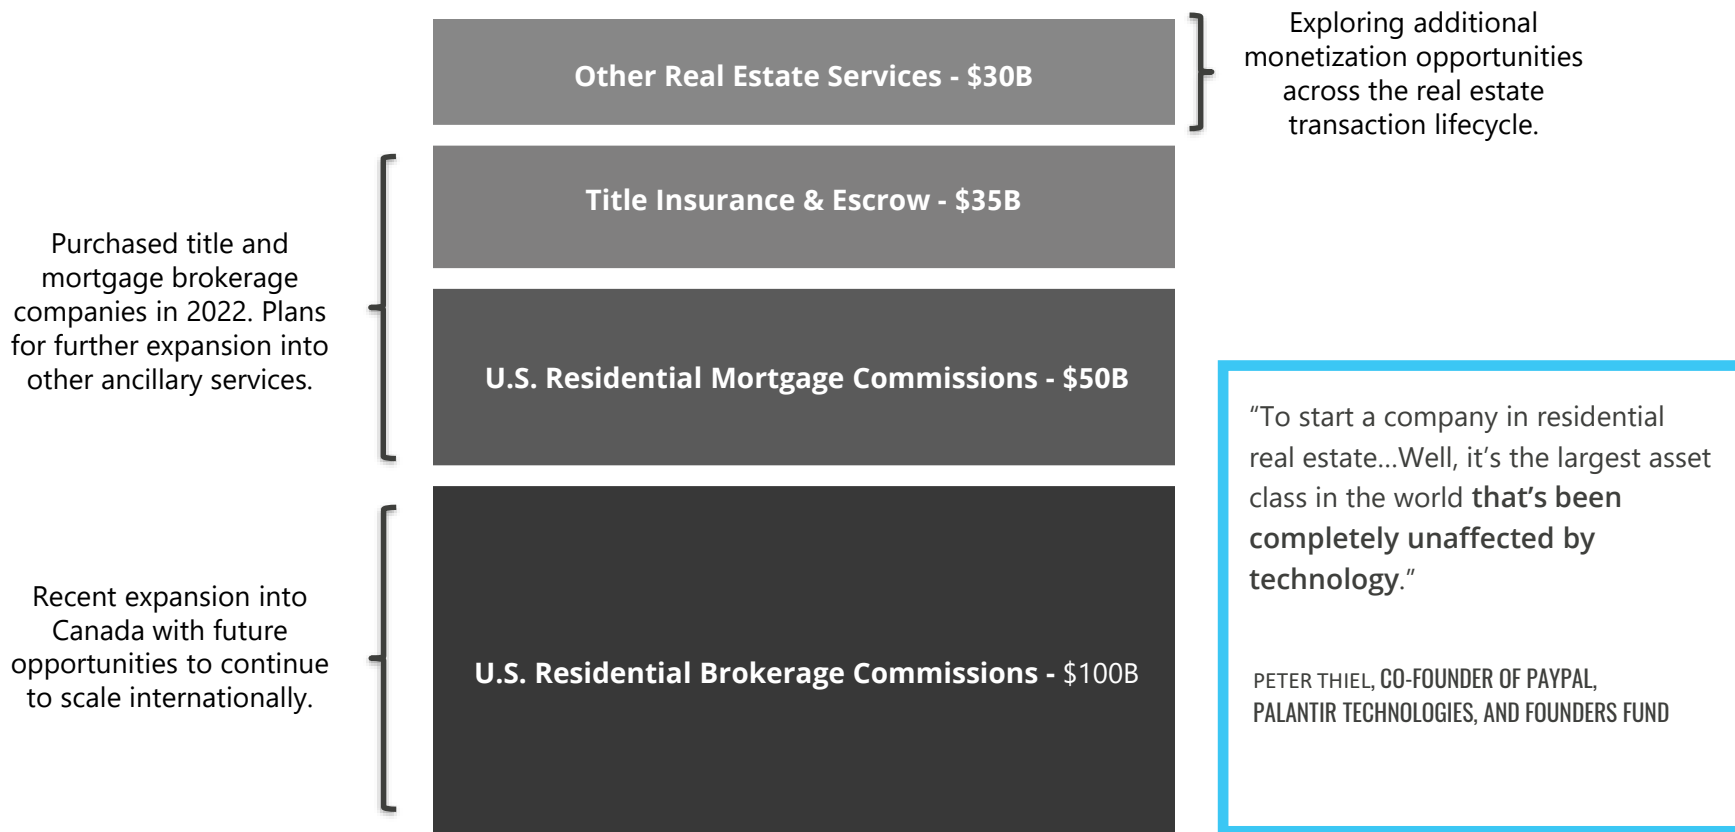 Other Real Estate Services - $30B
Exploring additional
monetization opportunities
across the real estate
transaction lifecycle.
Title Insurance & Escrow - $35B
Purchased title and
mortgage brokerage
companies in 2022. Plans
for further expansion into
other ancillary services.
U.S. Residential Mortgage Commissions - $50B
Recent expansion into
Canada with future
opportunities to continue
to scale internationally.
U.S. Residential Brokerage Commissions - $100B
“To start a company in residential
real estate...Well, it’s the largest asset
class in the world that’s been
completely unaffected by
technology.”
PETER THIEL, CO-FOUNDER OF PAYPAL,
PALANTIR TECHNOLOGIES, AND FOUNDERS FUND